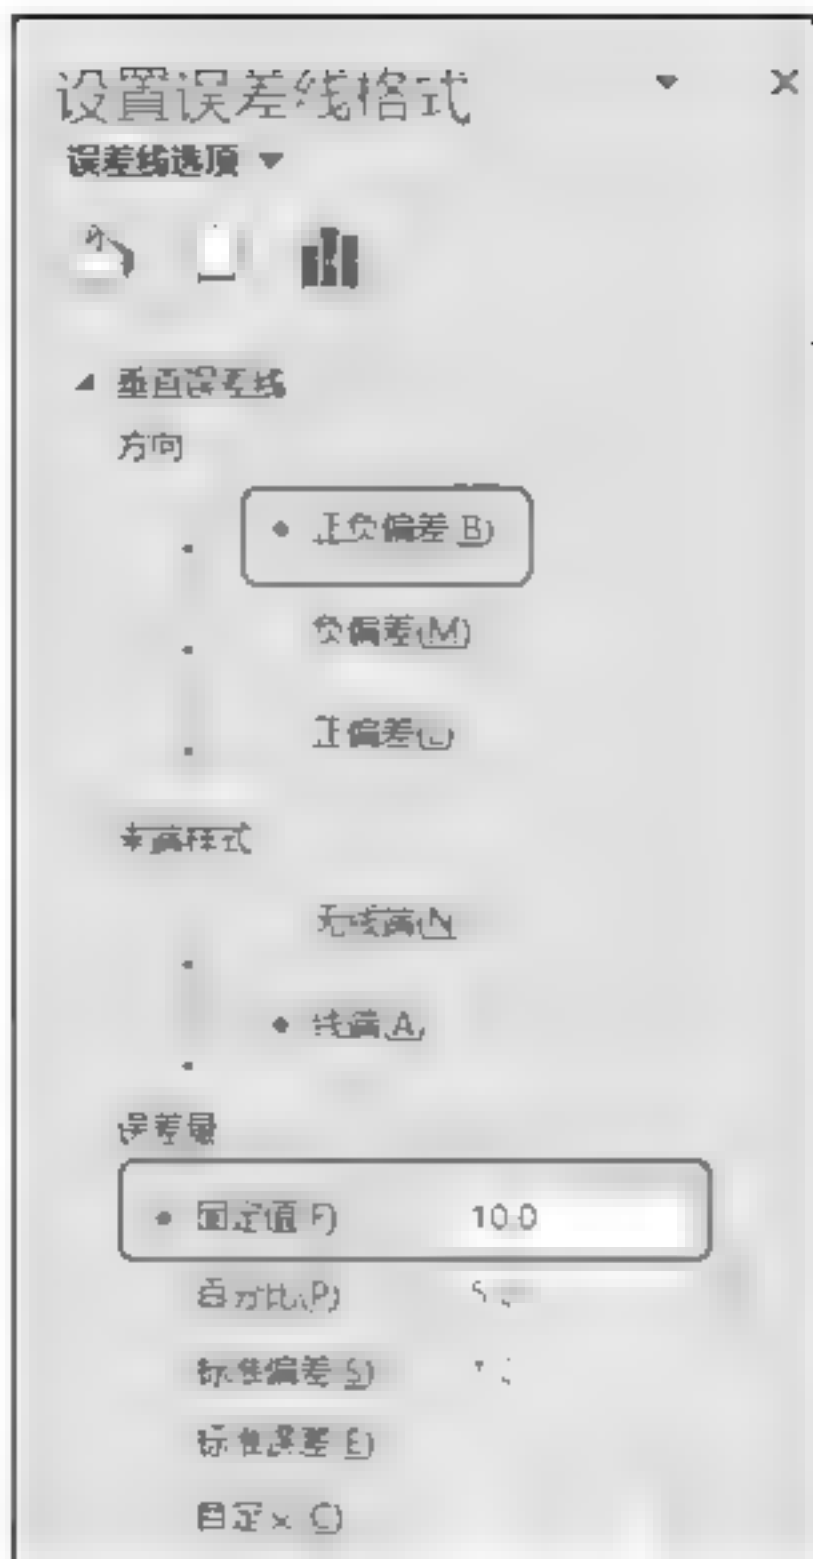 设置误差线格式
误差线选项
垂直误差线
方向
正负偏差 B)
负偏差(M)
正偏差(
末端样式
无线端(N
线端(A)
误差量
固定值 F)
10.0
百分比(P)
标准偏差 S)
标准误差 E)
自定义 C)